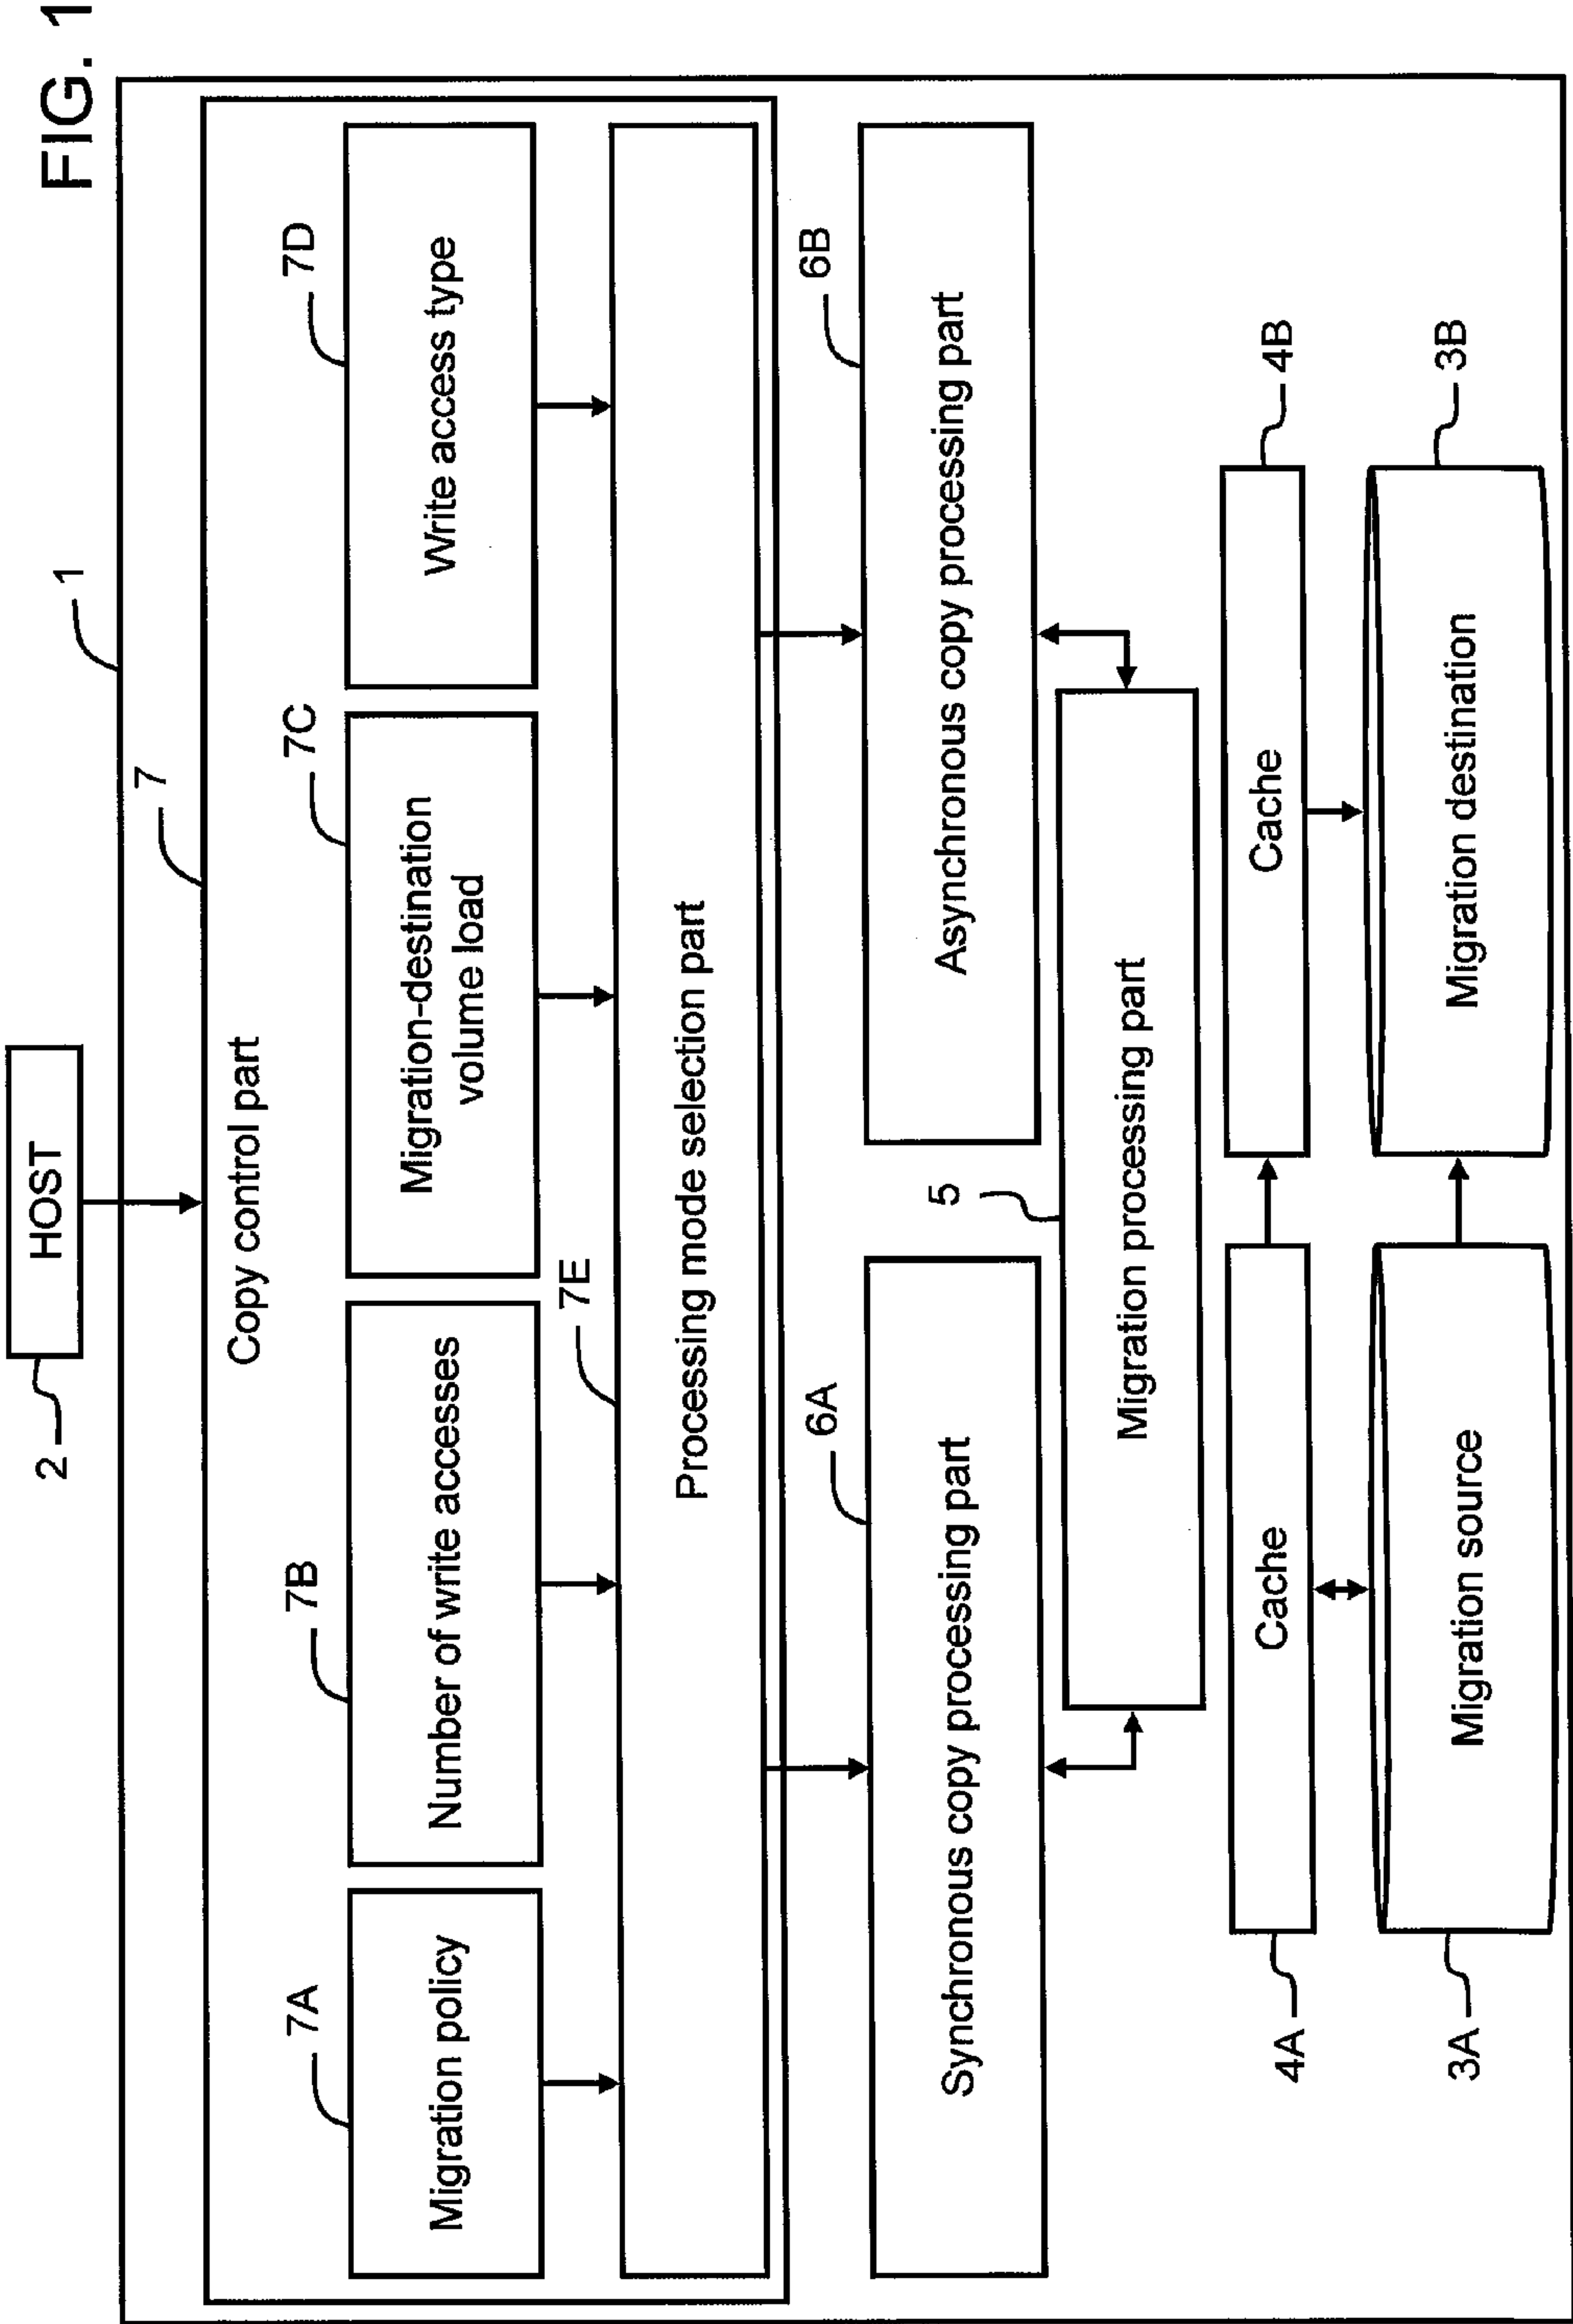 FIG. 1
HOST
2
1
7
Copy control part
7A
7B
7C
7D
Migration policy
Number of write accesses
Migration-destination
volume load
Write access type
7E
Processing mode selection part
6A
6B
Synchronous copy processing part
Asynchronous copy processing part
5
Migration processing part
Cache
Cache
4A
4B
Migration source
Migration destination
3A
3B